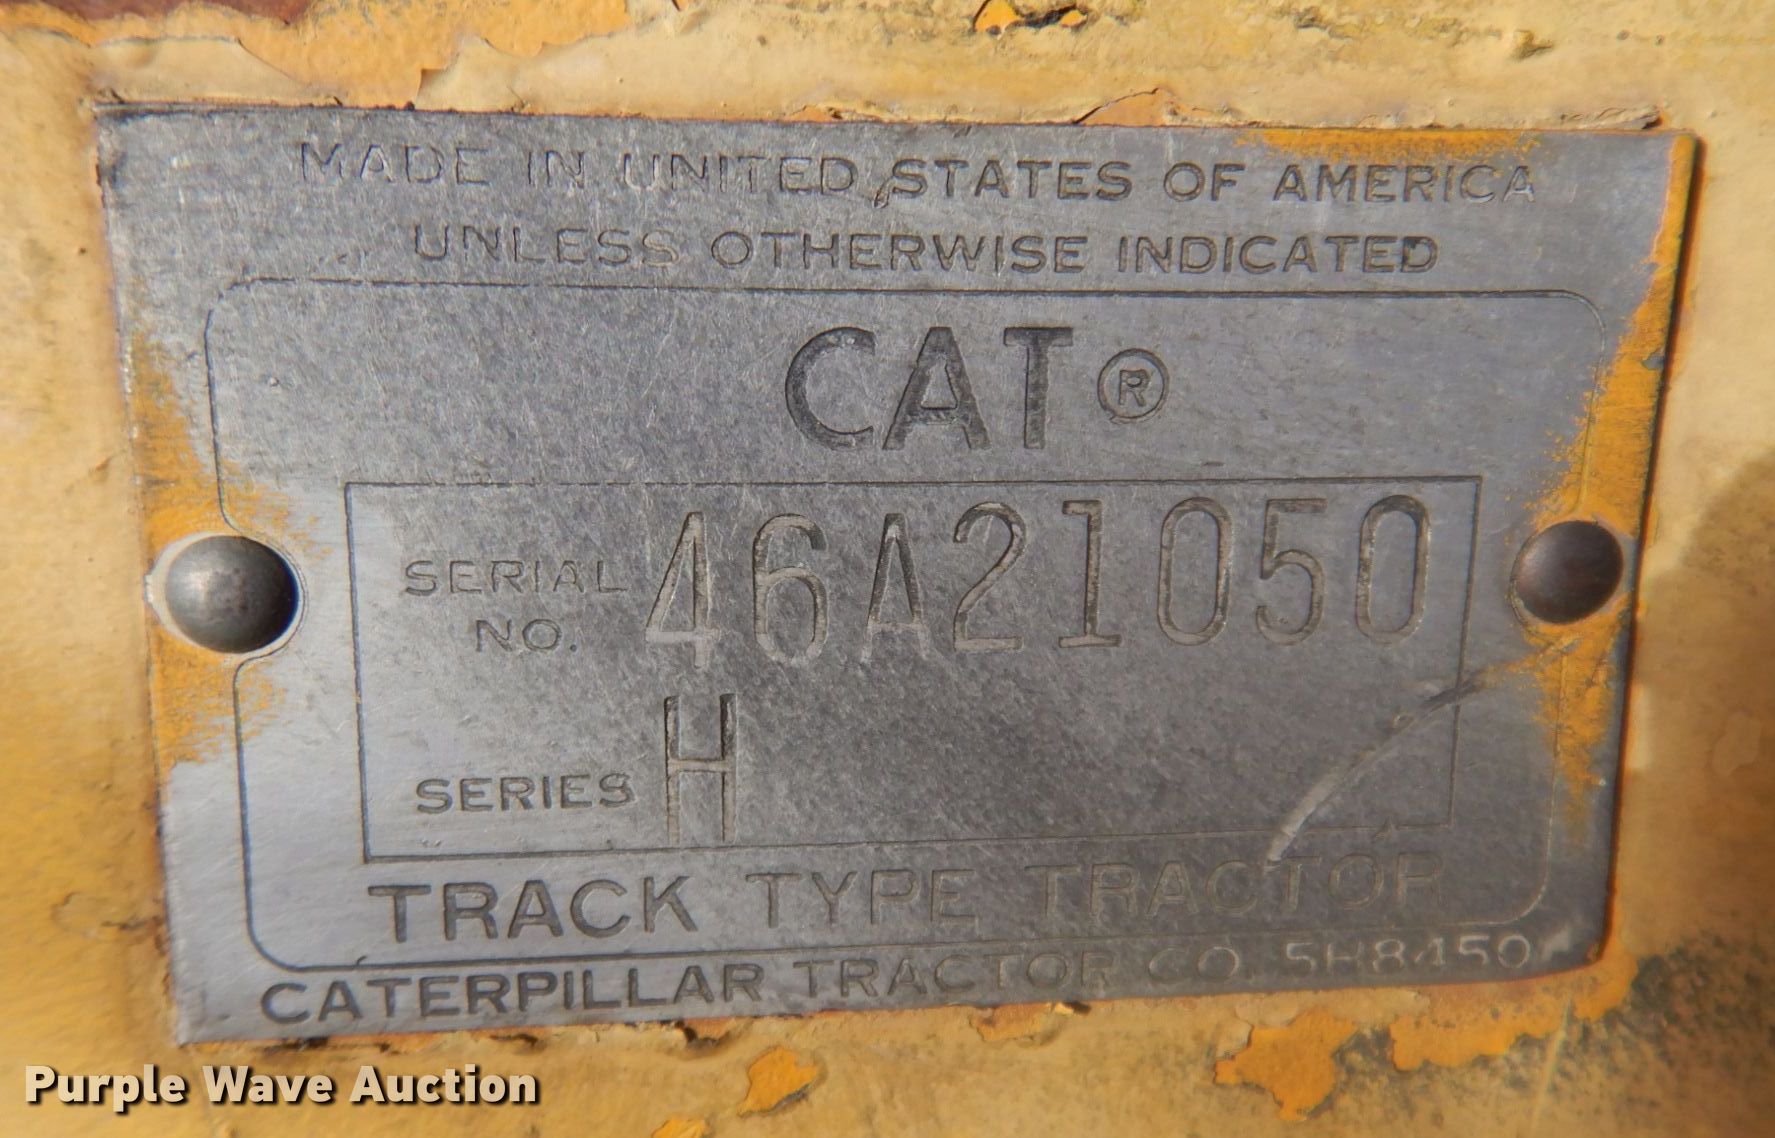 MADE IN UNITED STATES OF AMERICA
UNLESS OTHERWISE INDICATED
CAT®
SERIAL NO. 46A21050
SERIES H
TRACK TYPE TRACTOR
CATERPILLAR TRACTOR CO. 5H8450
Purple Wave Auction